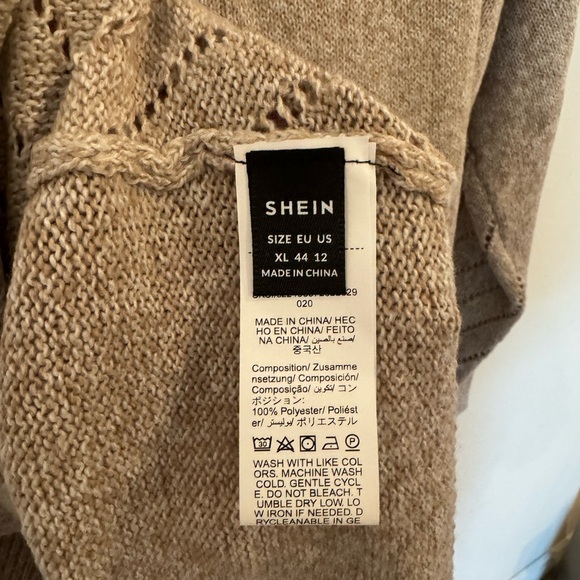 SHEIN
SIZE EU US
XL 44 12
MADE IN CHINA
020
MADE IN CHINA/ HEC
HO EN CHINA/ FEITO
NA CHINA/ صنع بالصين/
중국산
Composition/ Zusamme
nsetzung/ Composición/
Composição/ تكوين/ コン
ポジション:
100% Polyester/ Poliést
er/ بوليستر/ ポリエステル
30
P
WASH WITH LIKE COL
ORS. MACHINE WASH
COLD. GENTLE CYCL
E. DO NOT BLEACH. T
UMBLE DRY LOW. LO
W IRON IF NEEDED. D
RYCLEANABLE IN GE